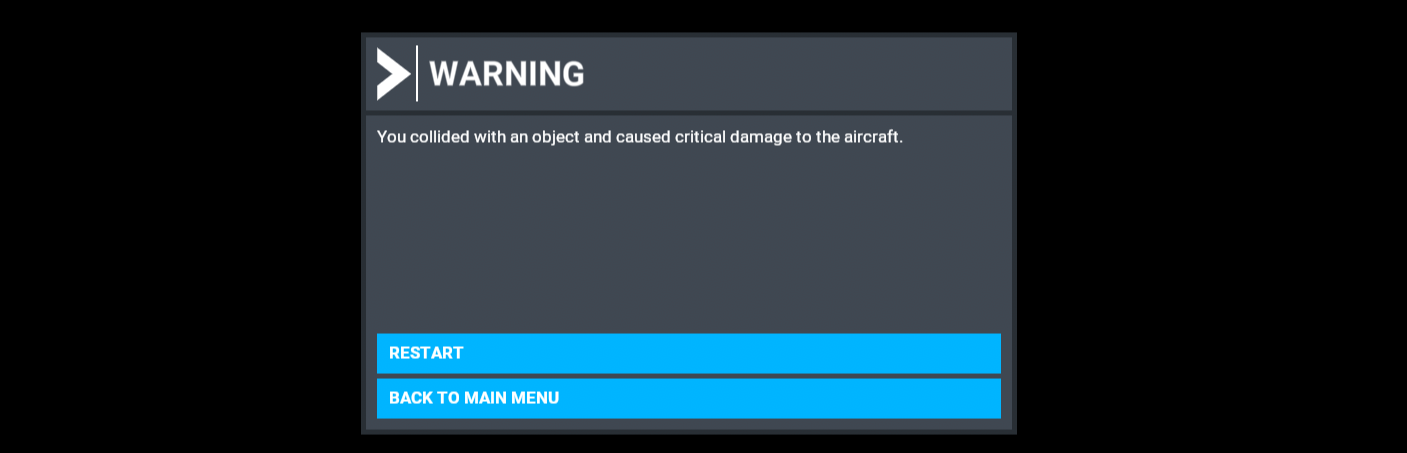 WARNING
You collided with an object and caused critical damage to the aircraft.
RESTART
BACK TO MAIN MENU